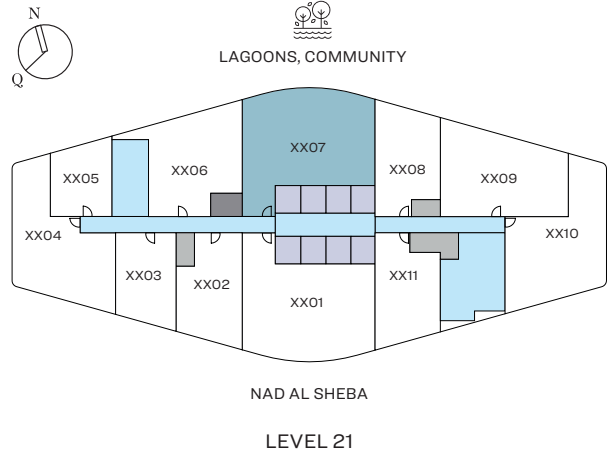 N
Q
LAGOONS, COMMUNITY
XX07
XX08
XX06
XX05
XX09
XX04
XX10
XX03
XX11
XX02
XX01
NAD AL SHEBA
LEVEL 21